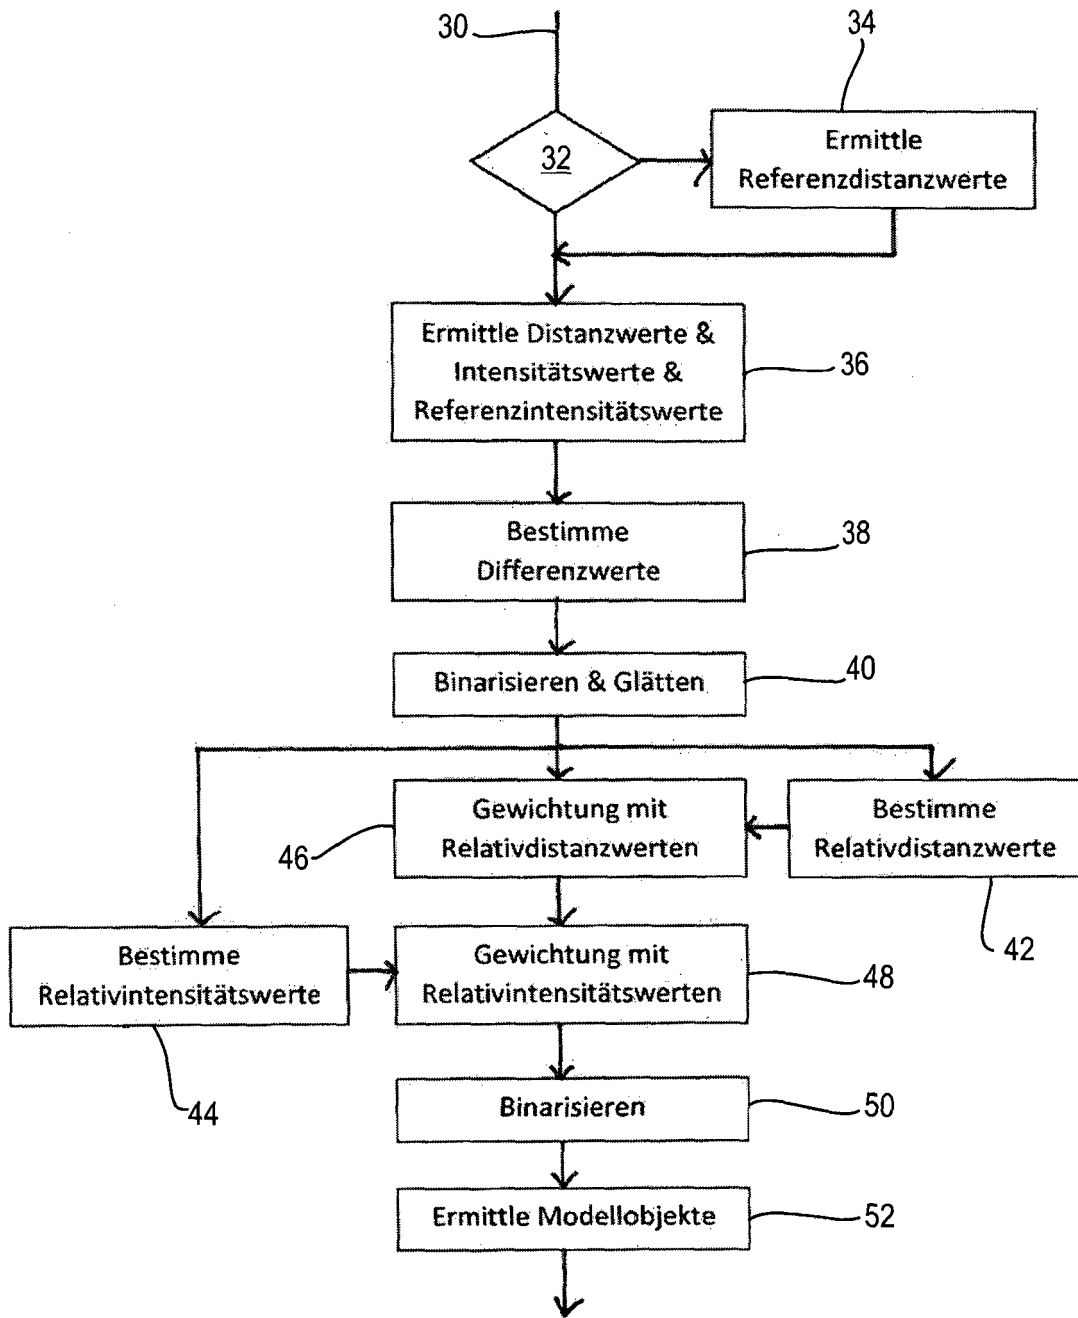 30
34
32
Ermittle
Referenzdistanzwerte
Ermittle Distanzwerte &
Intensitätswerte &
Referenzintensitätswerte
36
Bestimme
Differenzwerte
38
Binarisieren & Glätten
40
Gewichtung mit
Relativdistanzwerten
46
Bestimme
Relativdistanzwerte
42
Bestimme
Relativintensitätswerte
44
Gewichtung mit
Relativintensitätswerten
48
Binarisieren
50
Ermittle Modellobjekte
52